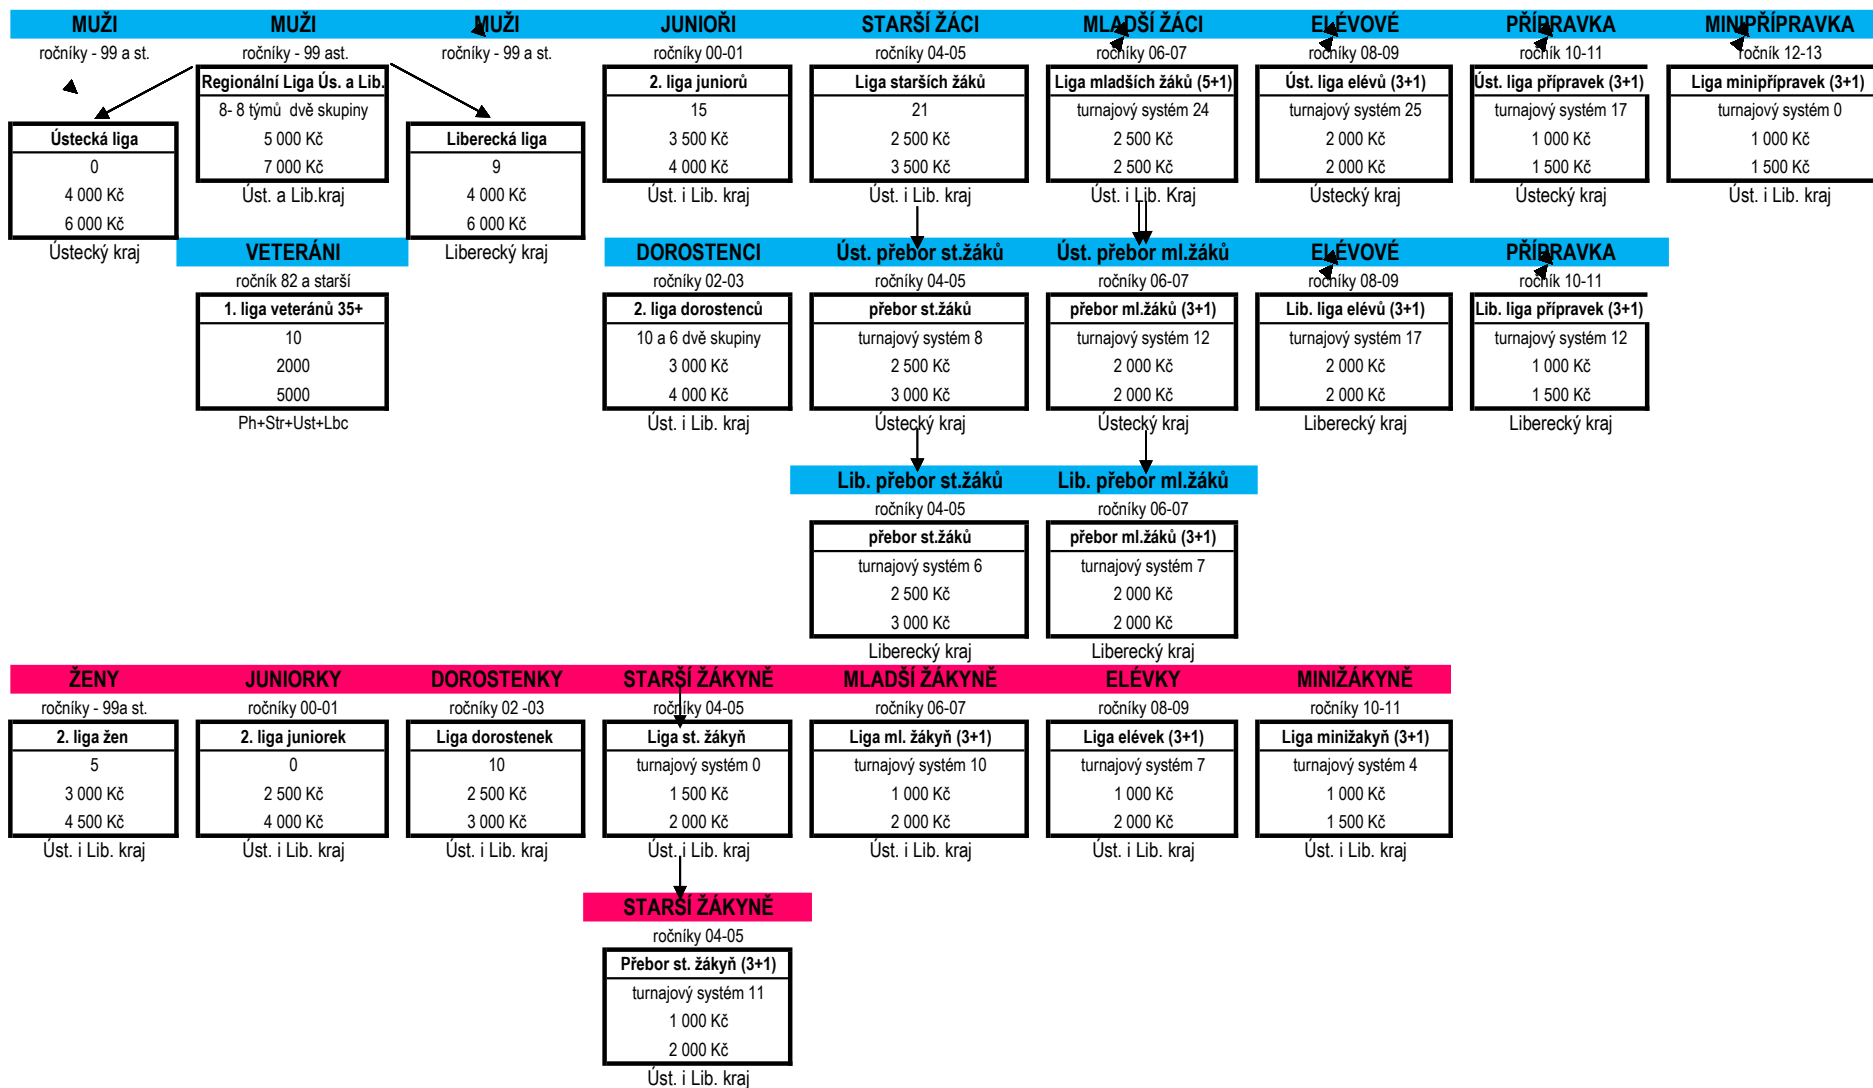 MUŽI
ročníky - 99 a st.
Ústecká liga
0
4 000 Kč
6 000 Kč
Ústecký kraj
MUŽI
ročníky - 99 ast.
Regionální Liga Ús. a Lib.
8- 8 týmů dvě skupiny
5 000 Kč
7 000 Kč
Úst. a Lib.kraj
MUŽI
ročníky - 99 a st.
Liberecká liga
9
4 000 Kč
6 000 Kč
Liberecký kraj
JUNIOŘI
ročníky 00-01
2. liga juniorů
15
3 500 Kč
4 000 Kč
Úst. i Lib. kraj
STARŠÍ ŽÁCI
ročníky 04-05
Liga starších žáků
21
2 500 Kč
3 500 Kč
Úst. i Lib. kraj
MLADŠÍ ŽÁCI
ročníky 06-07
Liga mladších žáků (5+1)
turnajový systém 24
2 500 Kč
2 500 Kč
Úst. i Lib. Kraj
ELÉVOVÉ
ročníky 08-09
Úst. liga elévů (3+1)
turnajový systém 25
2 000 Kč
2 000 Kč
Ústecký kraj
PŘÍPRAVKA
ročník 10-11
Úst. liga přípravek (3+1)
turnajový systém 17
1 000 Kč
1 500 Kč
Ústecký kraj
MINIPŘÍPRAVKA
ročník 12-13
Liga minipřípravek (3+1)
turnajový systém 0
1 000 Kč
1 500 Kč
Úst. i Lib. kraj
VETERÁNI
ročník 82 a starší
1. liga veteránů 35+
10
2000
5000
Ph+Str+Ust+Lbc
DOROSTENCI
ročníky 02-03
2. liga dorostenců
10 a 6 dvě skupiny
3 000 Kč
4 000 Kč
Úst. i Lib. kraj
Úst. přebor st.žáků
ročníky 04-05
přebor st.žáků
turnajový systém 8
2 500 Kč
3 000 Kč
Ústecký kraj
Úst. přebor ml.žáků
ročníky 06-07
přebor ml.žáků (3+1)
turnajový systém 12
2 000 Kč
2 000 Kč
Ústecký kraj
ELÉVOVÉ
ročníky 08-09
Lib. liga elévů (3+1)
turnajový systém 17
2 000 Kč
2 000 Kč
Liberecký kraj
PŘÍPRAVKA
ročník 10-11
Lib. liga přípravek (3+1)
turnajový systém 12
1 000 Kč
1 500 Kč
Liberecký kraj
Lib. přebor st.žáků
ročníky 04-05
přebor st.žáků
turnajový systém 6
2 500 Kč
3 000 Kč
Liberecký kraj
Lib. přebor ml.žáků
ročníky 06-07
přebor ml.žáků (3+1)
turnajový systém 7
2 000 Kč
2 000 Kč
Liberecký kraj
ŽENY
ročníky - 99a st.
2. liga žen
5
3 000 Kč
4 500 Kč
Úst. i Lib. kraj
JUNIORKY
ročníky 00-01
2. liga juniorek
0
2 500 Kč
4 000 Kč
Úst. i Lib. kraj
DOROSTENKY
ročníky 02 -03
Liga dorostenek
10
2 500 Kč
3 000 Kč
Úst. i Lib. kraj
STARŠÍ ŽÁKYNĚ
ročníky 04-05
Liga st. žákyň
turnajový systém 0
1 500 Kč
2 000 Kč
Úst. i Lib. kraj
MLADŠÍ ŽÁKYNĚ
ročníky 06-07
Liga ml. žákyň (3+1)
turnajový systém 10
1 000 Kč
2 000 Kč
Úst. i Lib. kraj
ELÉVKY
ročníky 08-09
Liga elévek (3+1)
turnajový systém 7
1 000 Kč
2 000 Kč
Úst. i Lib. kraj
MINIŽÁKYNĚ
ročníky 10-11
Liga minižakyň (3+1)
turnajový systém 4
1 000 Kč
1 500 Kč
Úst. i Lib. kraj
STARŠÍ ŽÁKYNĚ
ročníky 04-05
Přebor st. žákyň (3+1)
turnajový systém 11
1 000 Kč
2 000 Kč
Úst. i Lib. kraj